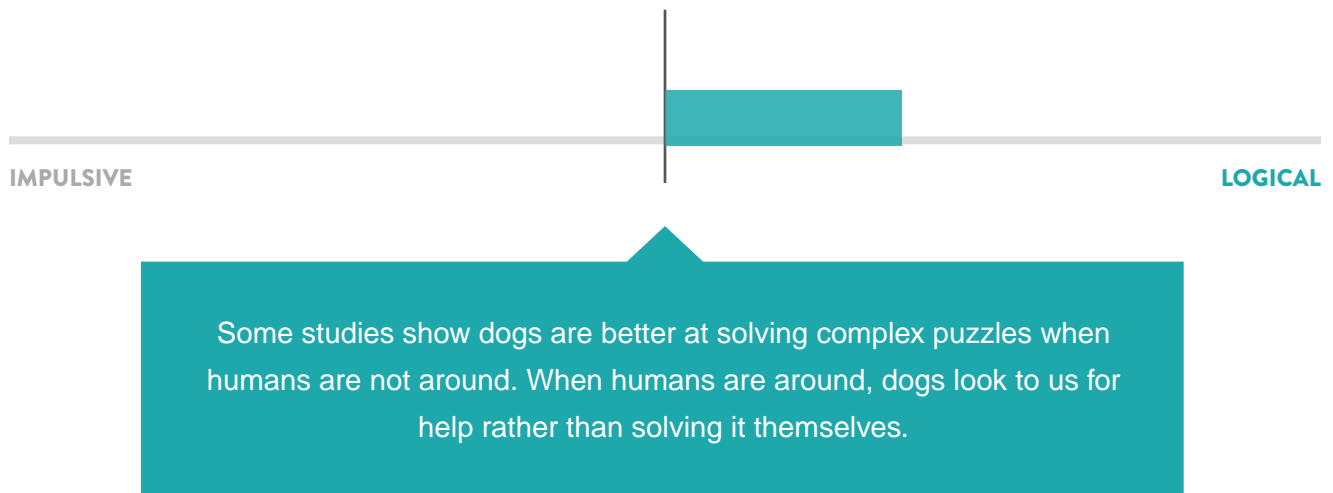 IMPULSIVE
LOGICAL
Some studies show dogs are better at solving complex puzzles when
humans are not around. When humans are around, dogs look to us for
help rather than solving it themselves.